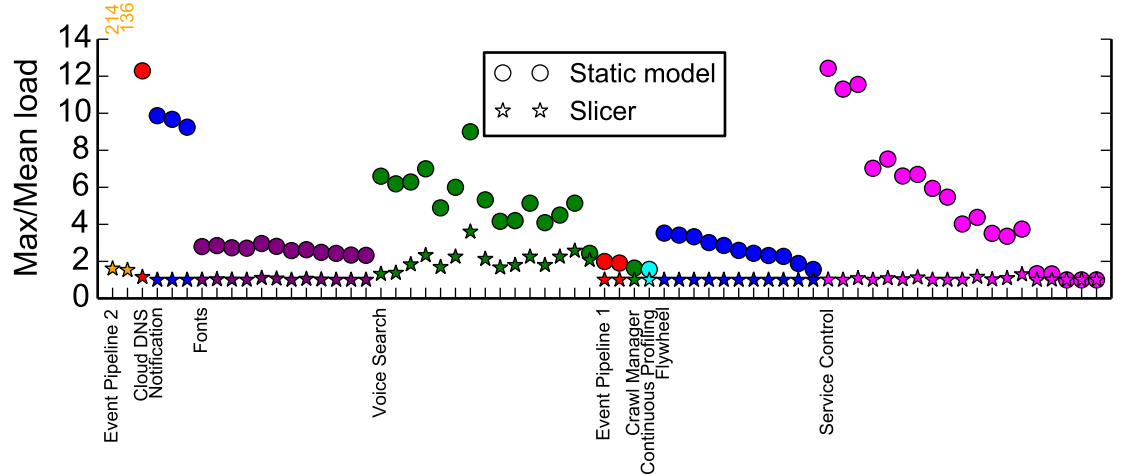 214
136
Max/Mean load
14
12
10
8
6
4
2
0
Static model
Slicer
Event Pipeline 2
Cloud DNS
Notification
Fonts
Voice Search
Event Pipeline 1
Crawl Manager
Continuous Profiling
Flywheel
Service Control